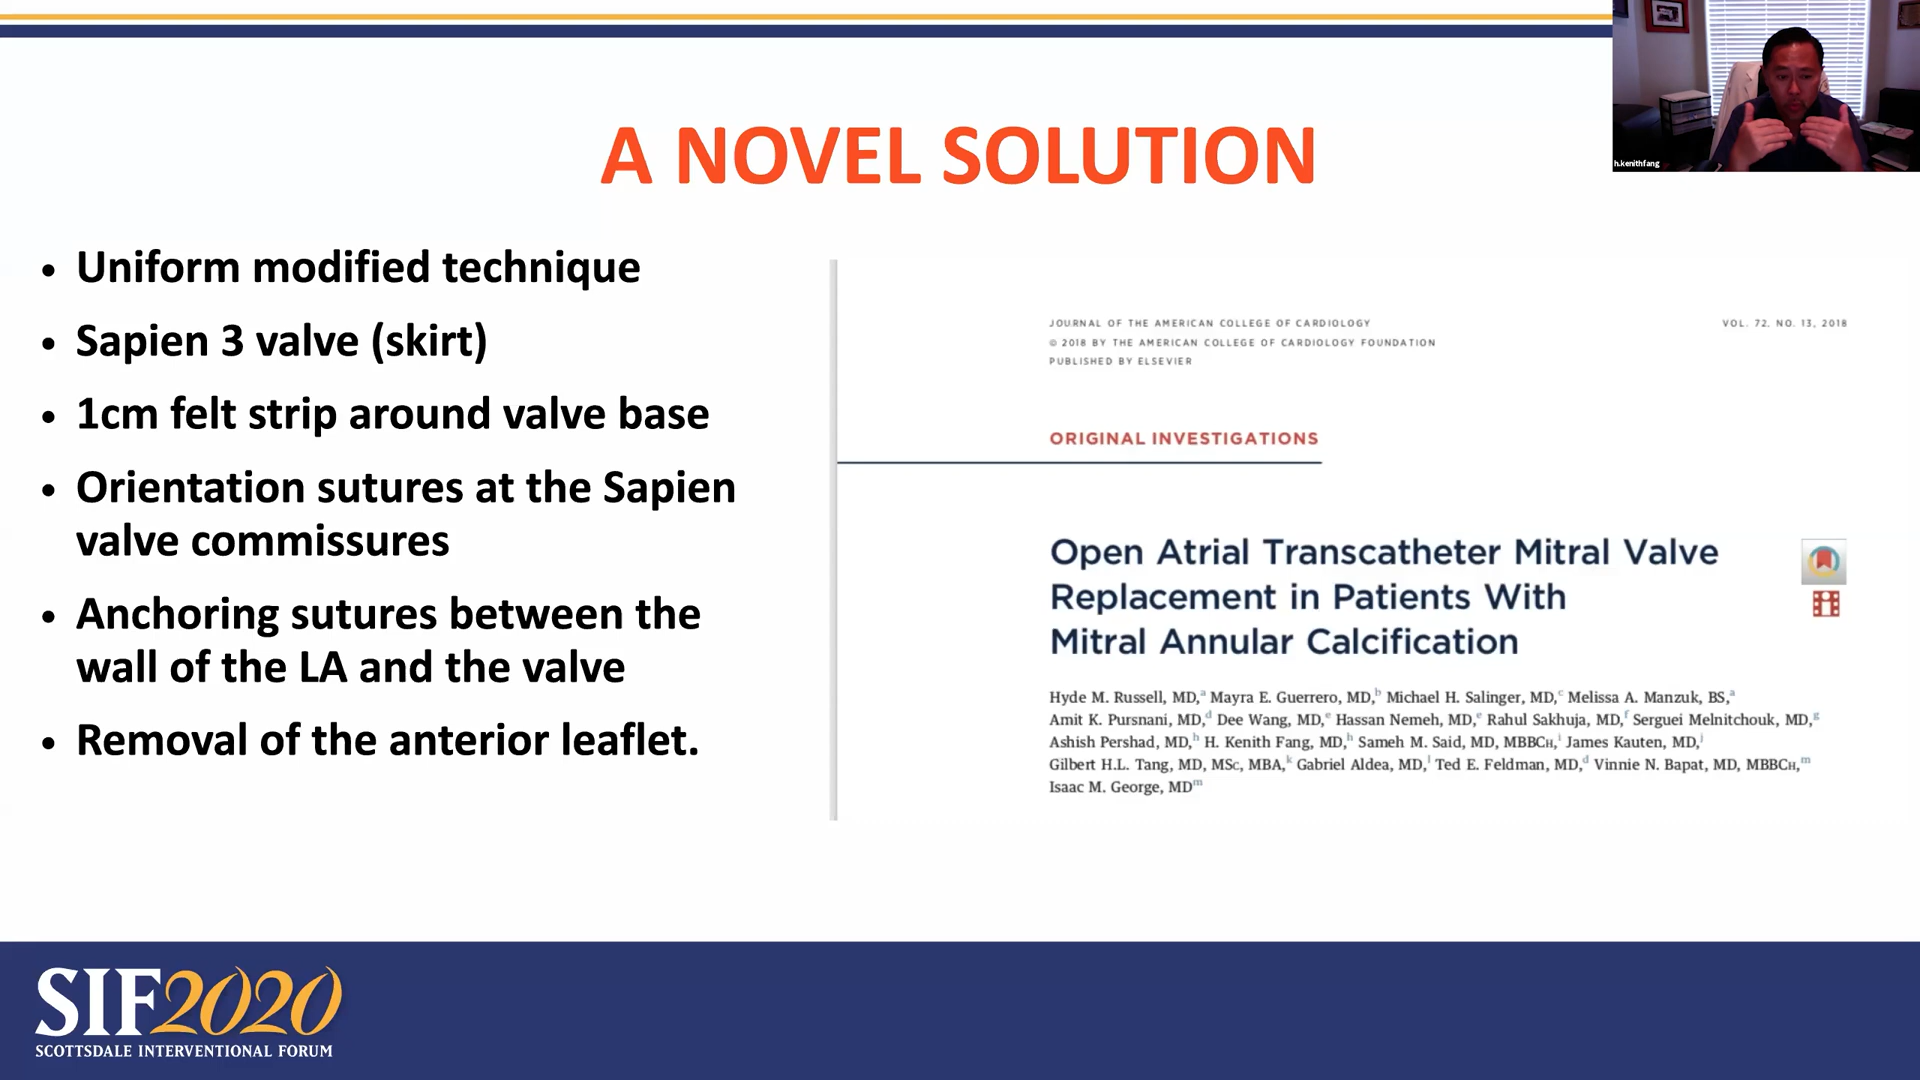 h.kenithfang
A NOVEL SOLUTION
• Uniform modified technique
• Sapien 3 valve (skirt)
• 1cm felt strip around valve base
• Orientation sutures at the Sapien
valve commissures
• Anchoring sutures between the
wall of the LA and the valve
• Removal of the anterior leaflet.
JOURNAL OF THE AMERICAN COLLEGE OF CARDIOLOGY
VOL. 72, NO. 13, 2018
© 2018 BY THE AMERICAN COLLEGE OF CARDIOLOGY FOUNDATION
PUBLISHED BY ELSEVIER
ORIGINAL INVESTIGATIONS
Open Atrial Transcatheter Mitral Valve
Replacement in Patients With
Mitral Annular Calcification
Hyde M. Russell, MD,a Mayra E. Guerrero, MD,b Michael H. Salinger, MD,c Melissa A. Manzuk, BS,a
Amit K. Pursnani, MD,d Dee Wang, MD,e Hassan Nemeh, MD,e Rahul Sakhuja, MD,f Serguei Melnitchouk, MD,g
Ashish Pershad, MD,h H. Kenith Fang, MD,h Sameh M. Said, MD, MBBCH,i James Kauten, MD,j
Gilbert H.L. Tang, MD, MSc, MBA,k Gabriel Aldea, MD,l Ted E. Feldman, MD,d Vinnie N. Bapat, MD, MBBCH,m
Isaac M. George, MDm
SIF2020
SCOTTSDALE INTERVENTIONAL FORUM